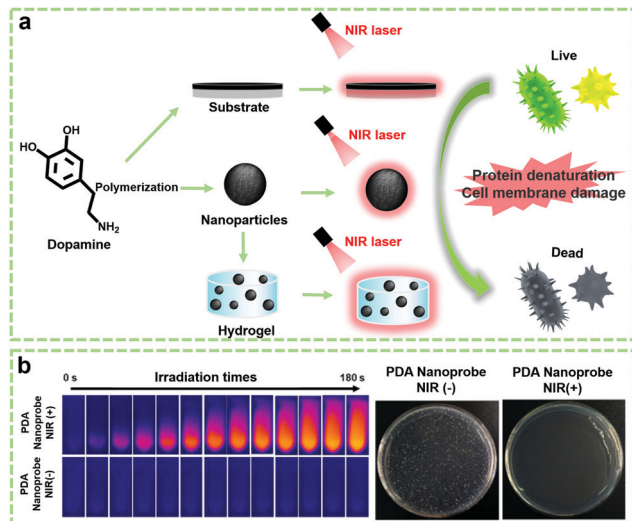 a
NIR laser
Live
Substrate
HO
OH
NIR laser
Polymerization
NH2
Dopamine
Nanoparticles
Protein denaturation
Cell membrane damage
NIR laser
Dead
Hydrogel
b
0 s
Irradiation times
180 s
PDA
Nanoprobe
NIR (+)
PDA
Nanoprobe
NIR(-)
PDA Nanoprobe
NIR (-)
PDA Nanoprobe
NIR(+)